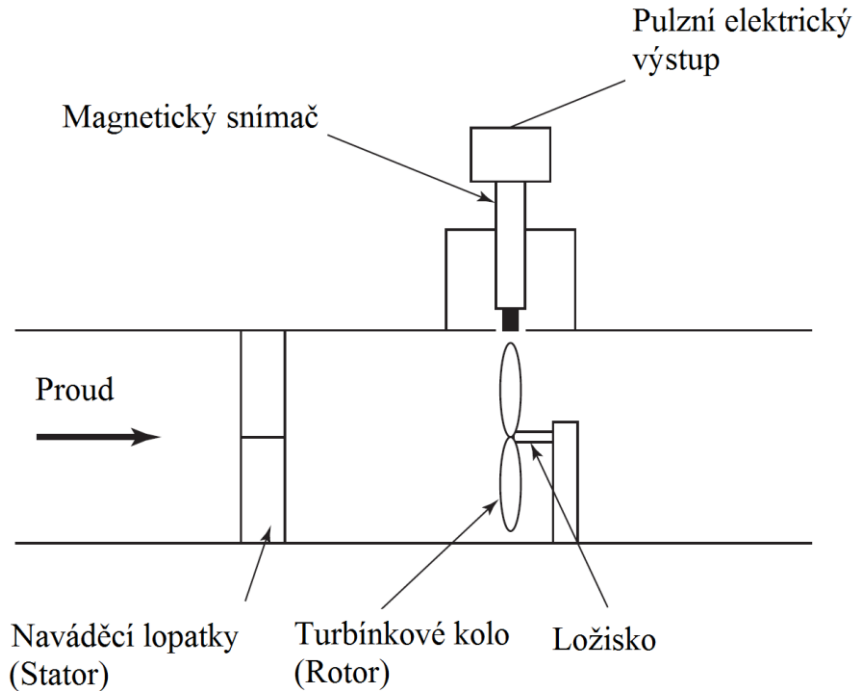 Pulzní elektrický
výstup
Magnetický snímač
Proud
Naváděcí lopatky
(Stator)
Turbínkové kolo
(Rotor)
Ložisko